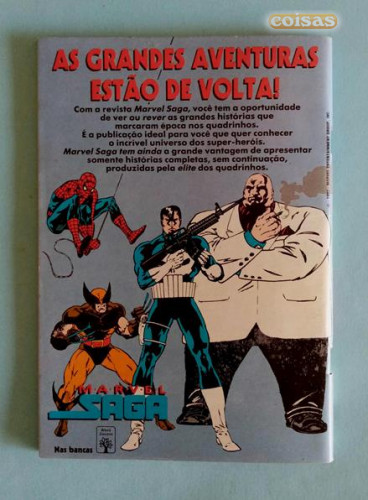 coisas
AS GRANDES AVENTURAS
ESTÃO DE VOLTA!
Com a revista Marvel Saga, você tem a oportunidade
de ver ou rever as grandes histórias que
marcaram época nos quadrinhos.
É a publicação ideal para você que quer conhecer
o incrível universo dos super-heróis.
Marvel Saga tem ainda a grande vantagem de apresentar
somente histórias completas, sem continuação,
produzidas pela elite dos quadrinhos.
MARVEL
SAGA
Nas bancas